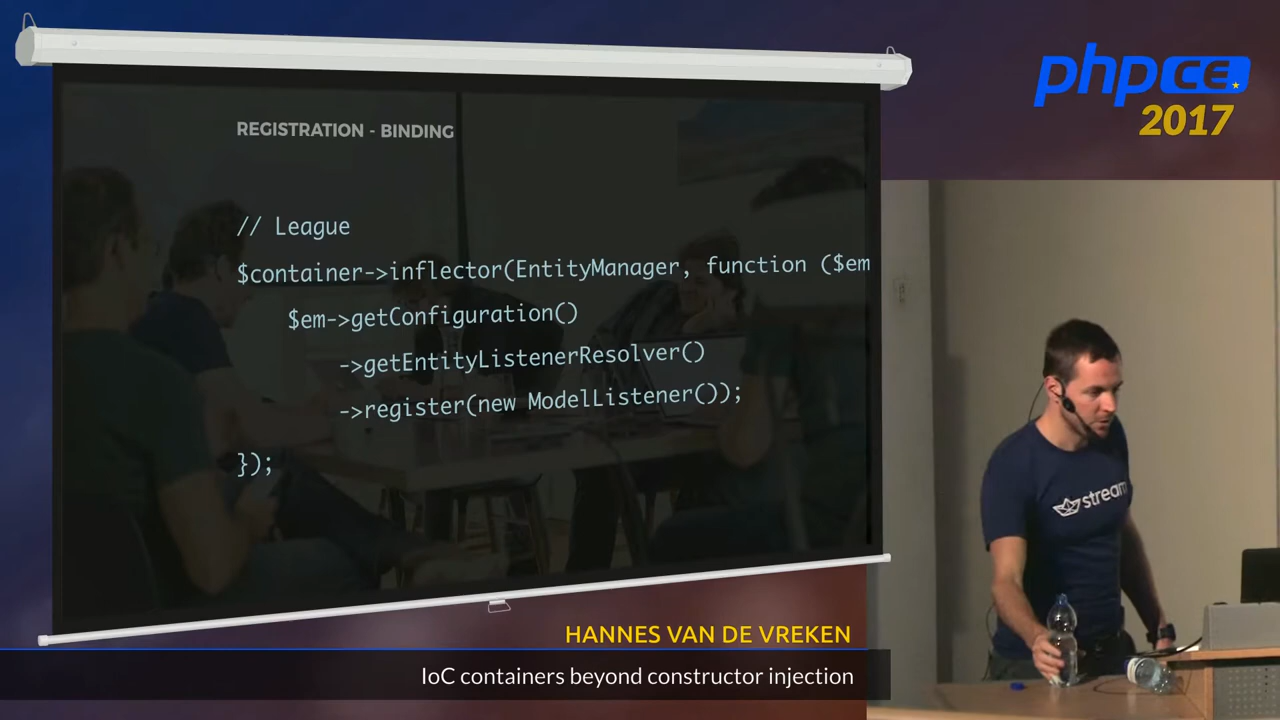 phpCE
2017
REGISTRATION - BINDING
// League
$container->inflector(EntityManager, function ($em
$em->getConfiguration()
->getEntityListenerResolver()
->register(new ModelListener());
});
stream
HANNES VAN DE VREKEN
IoC containers beyond constructor injection